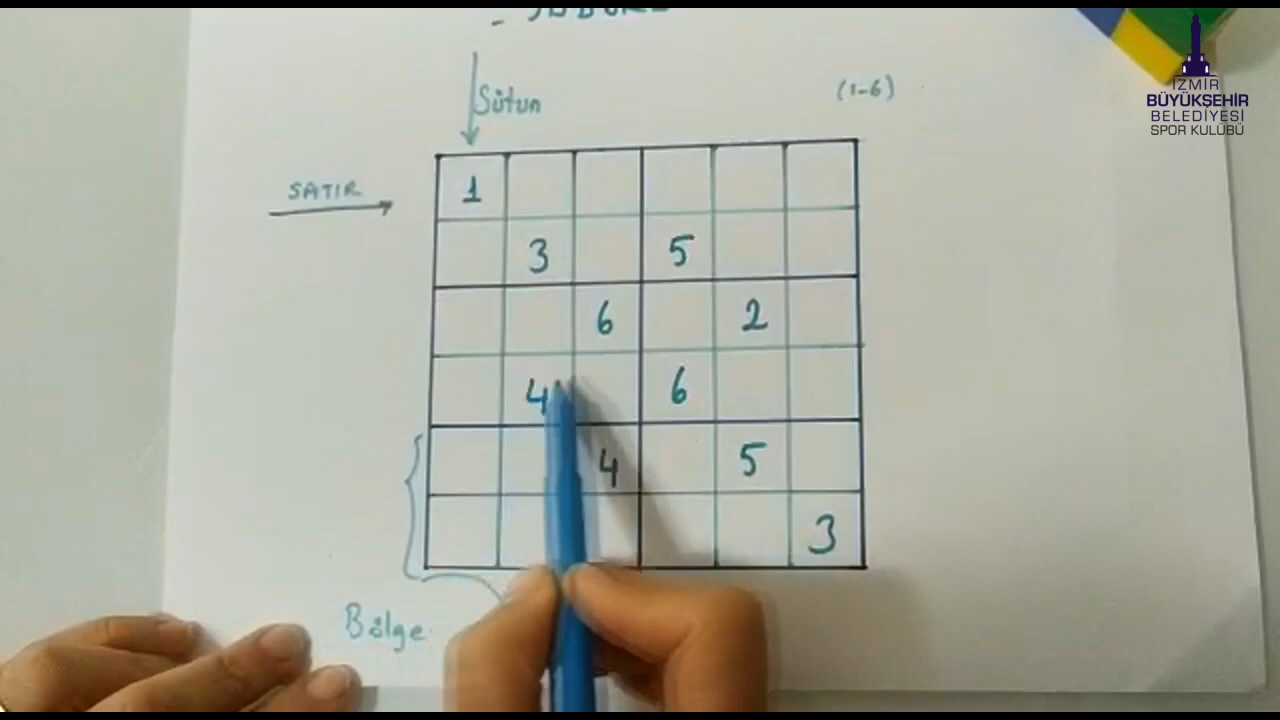 Sütun
(1-6)
SATIR
1
3 5
6 2
4 6
4 5
3
Bölge
İZMİR
BÜYÜKŞEHİR
BELEDİYESİ
SPOR KULÜBÜ